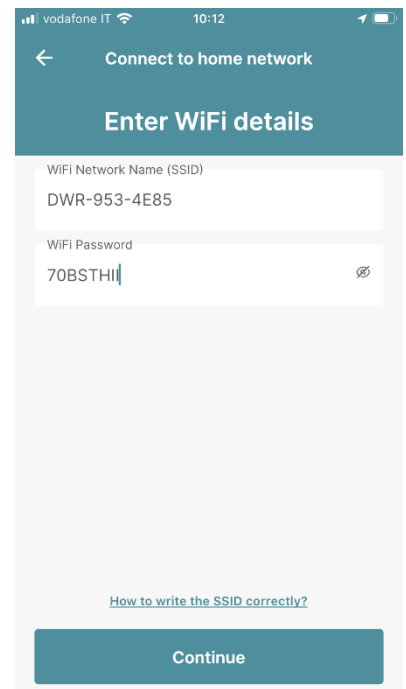 vodafone IT 10:12
Connect to home network
Enter WiFi details
WiFi Network Name (SSID)
DWR-953-4E85
WiFi Password
70BSTHII
How to write the SSID correctly?
Continue